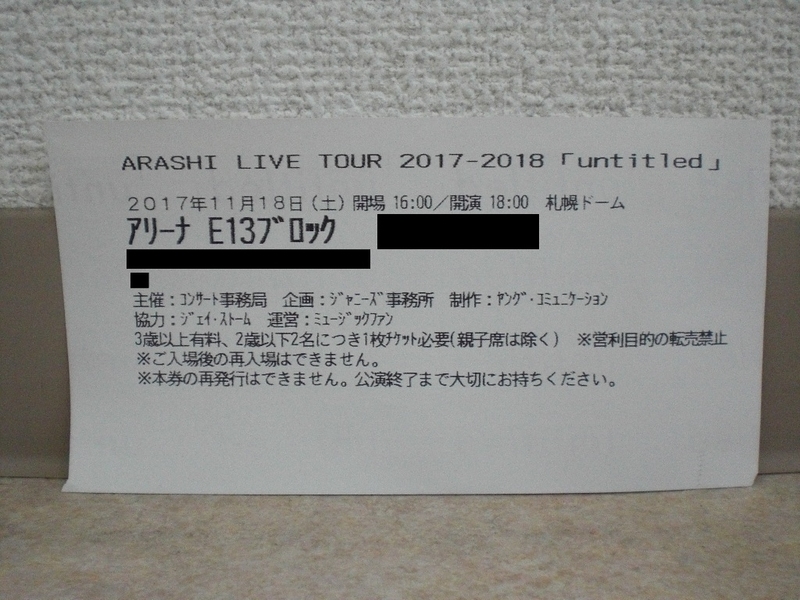 ARASHI LIVE TOUR 2017-2018「untitled」
2017年11月18日（土）開場 16:00／開演 18:00 札幌ドーム
アリーナ E13ブロック
主催：ｺﾝｻｰﾄ事務局 企画：ｼﾞｬﾆｰｽﾞ事務所 制作：ﾔﾝｸﾞ･ｺﾐｭﾆｹｰｼｮﾝ
協力：ｼﾞｪｲ･ｽﾄｰﾑ 運営：ﾐｭｰｼﾞｯｸﾌｧﾝ
3歳以上有料、2歳以下2名につき1枚ﾁｹｯﾄ必要(親子席は除く) ※営利目的の転売禁止
※ご入場後の再入場はできません。
※本券の再発行はできません。公演終了まで大切にお持ちください。